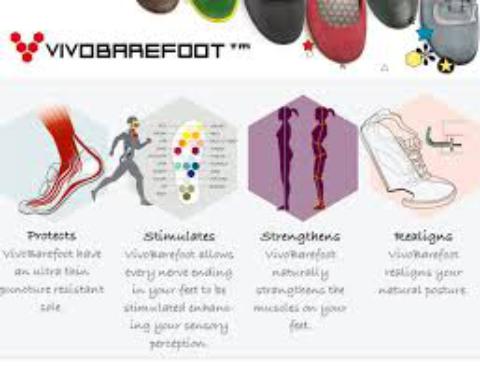 VIVOBAREFOOT ™
Protects
VivoBarefoot have
an ultra thin
puncture resistant
sole.
Stimulates
VivoBarefoot allows
every nerve ending
in your feet to be
stimulated enhanc-
ing your sensory
perception.
Strengthens
VivoBarefoot
naturally
strengthens the
muscles on your
feet.
Realigns
VivoBarefoot
realigns your
natural posture.